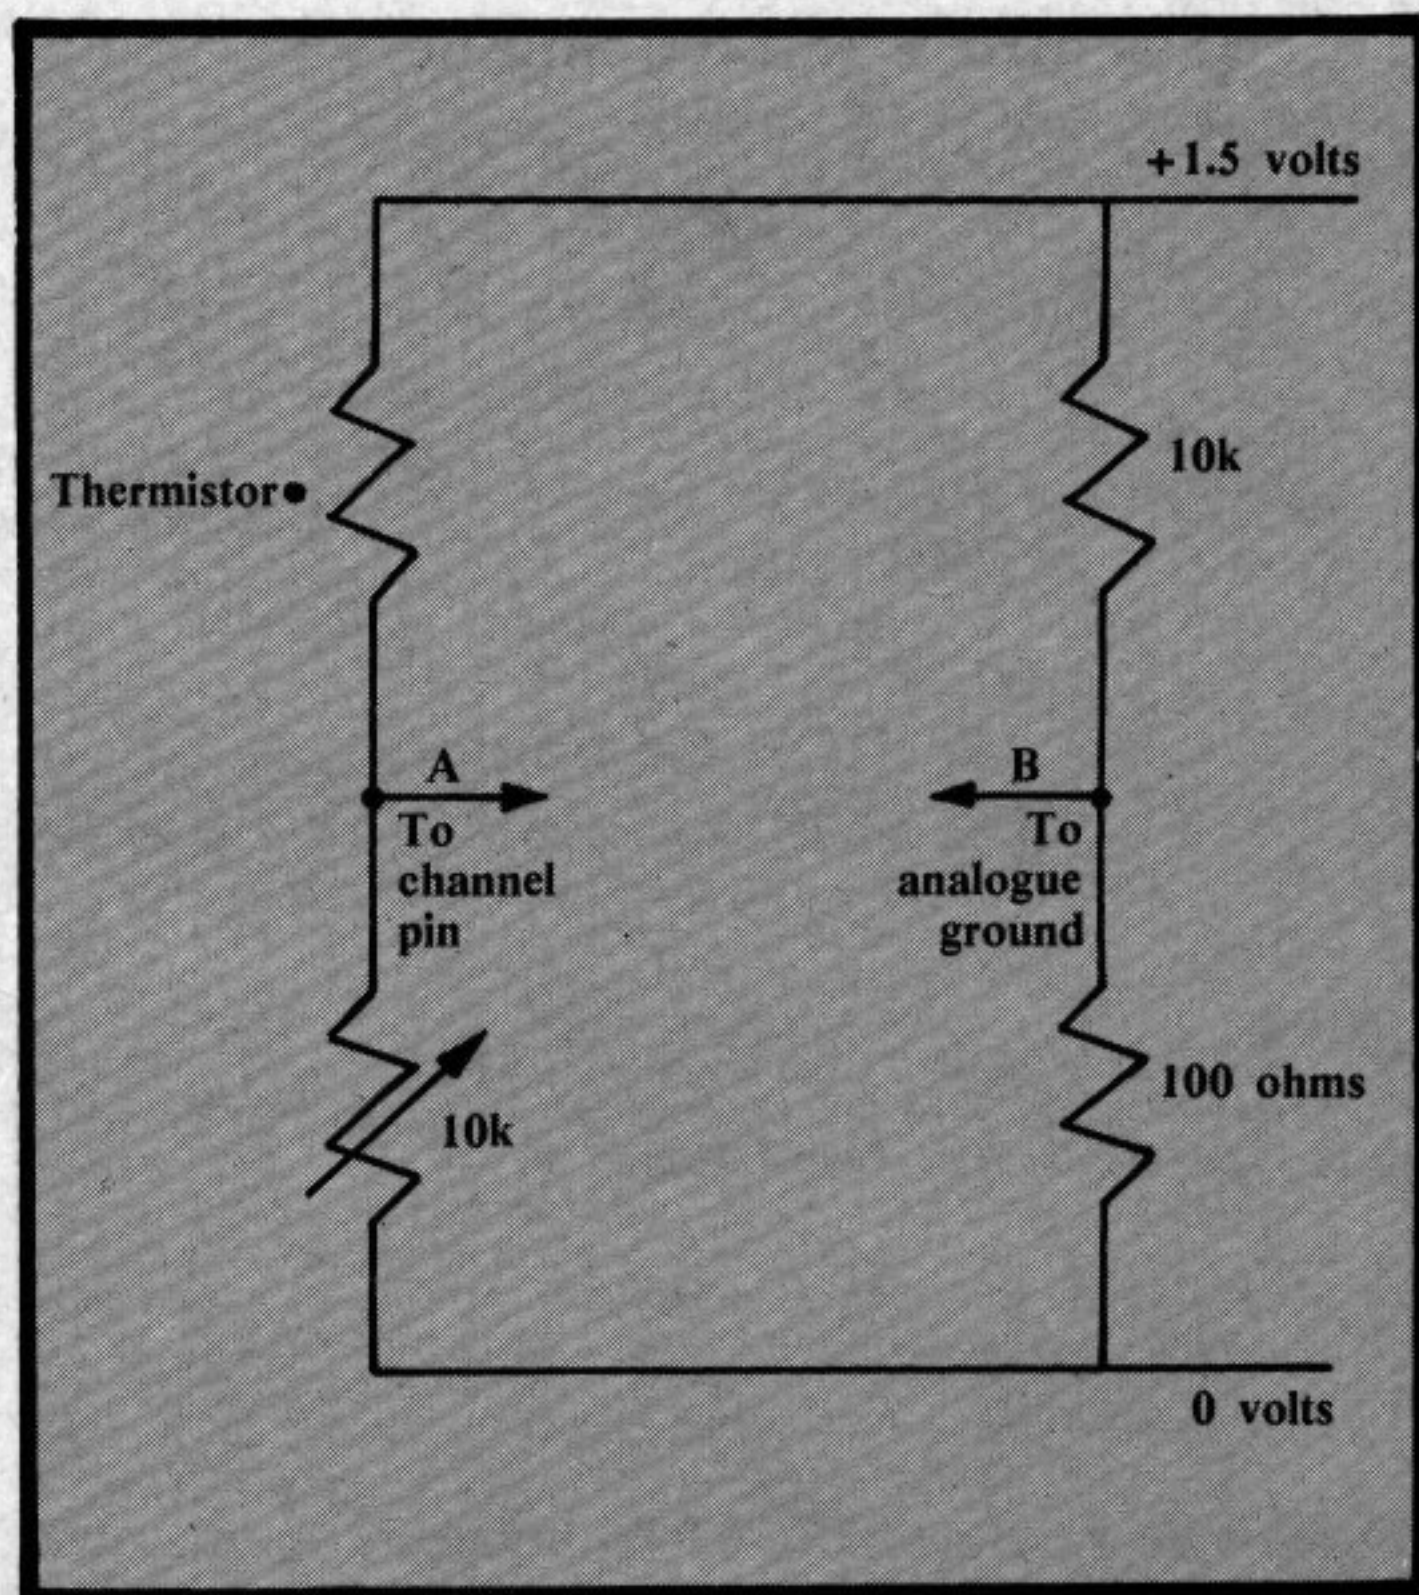 +1.5 volts
10k
Thermistor
A
B
To
channel
pin
To
analogue
ground
100 ohms
10k
0 volts